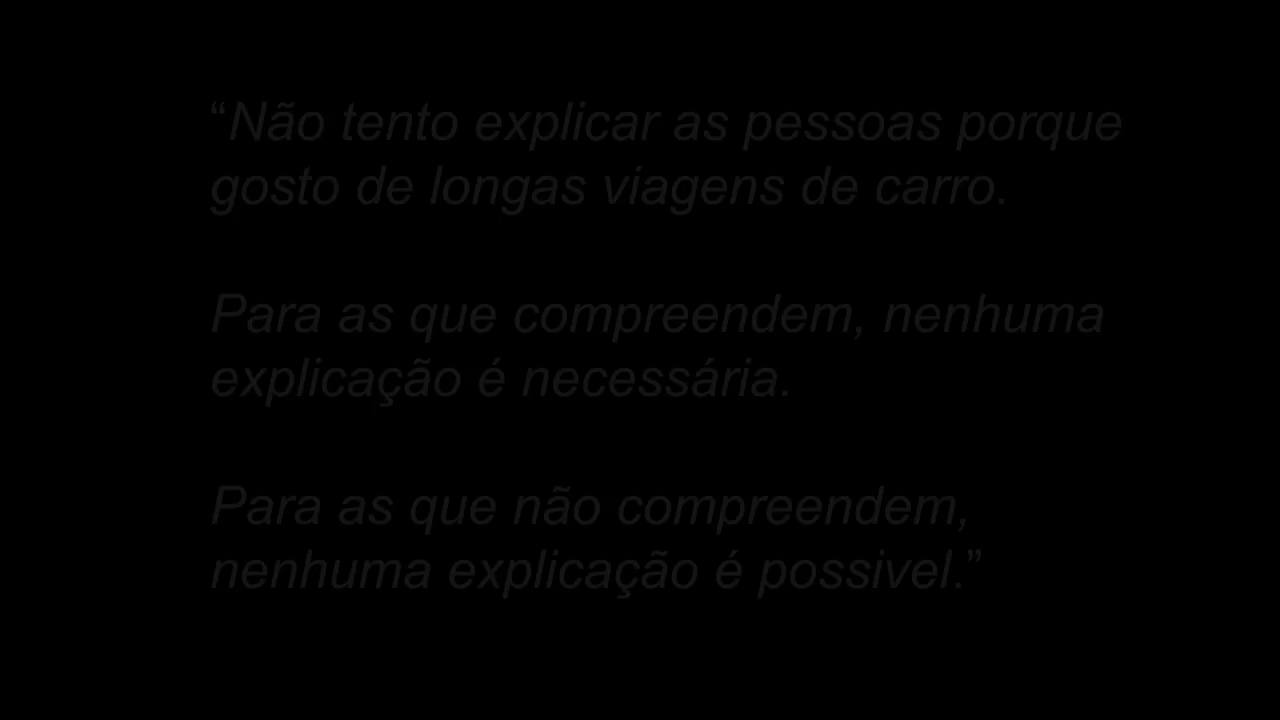 “Não tento explicar as pessoas porque
gosto de longas viagens de carro.
Para as que compreendem, nenhuma
explicação é necessária.
Para as que não compreendem,
nenhuma explicação é possivel.”